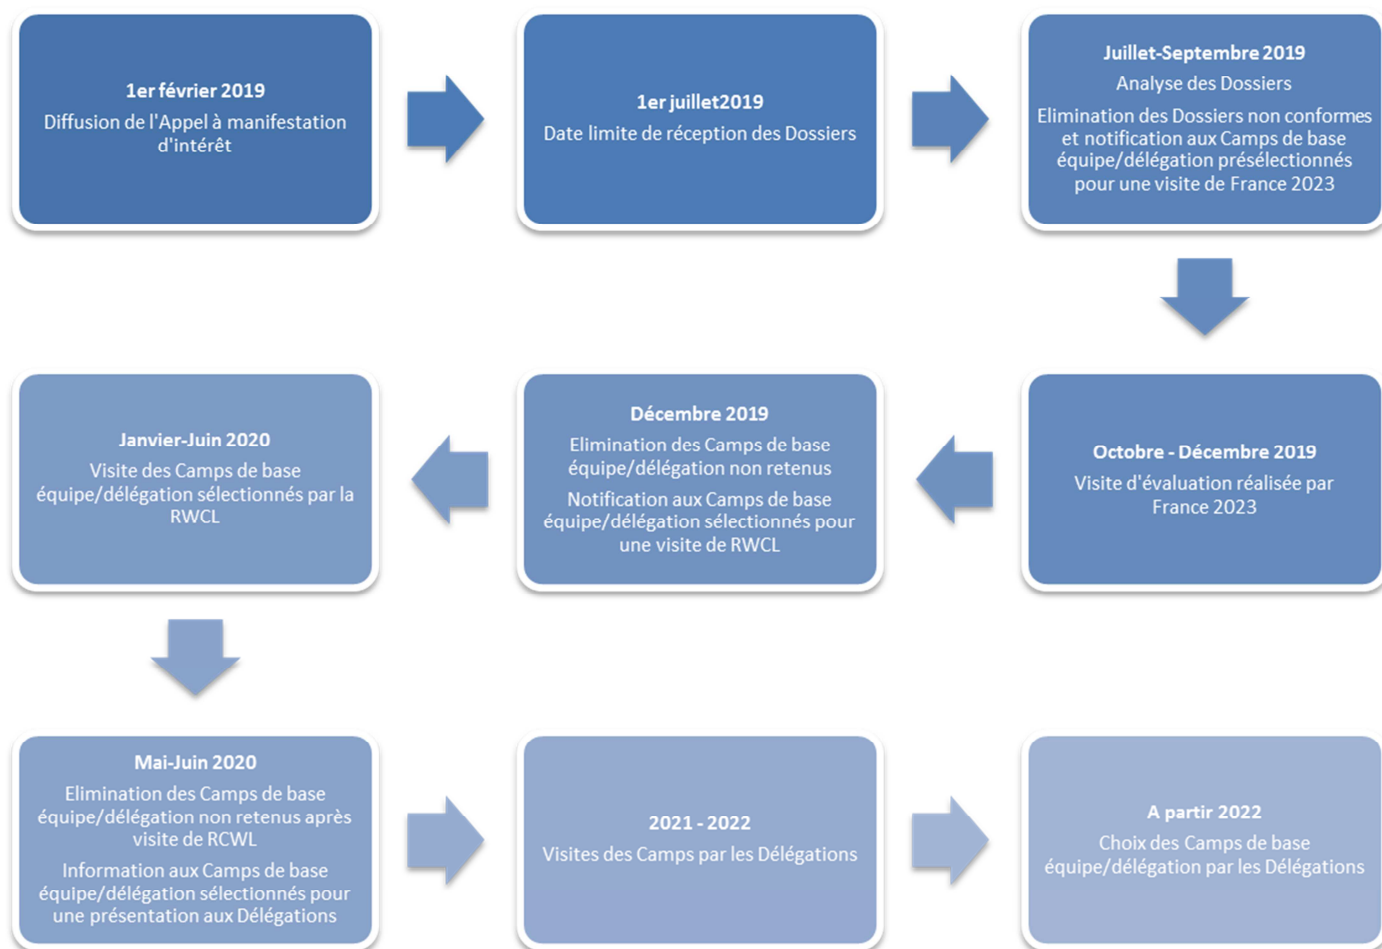 1er février 2019
Diffusion de l'Appel à manifestation
d'intérêt
1er juillet2019
Date limite de réception des Dossiers
Juillet-Septembre 2019
Analyse des Dossiers
Elimination des Dossiers non conformes
et notification aux Camps de base
équipe/délégation présélectionnés
pour une visite de France 2023
Octobre - Décembre 2019
Visite d'évaluation réalisée par
France 2023
Décembre 2019
Elimination des Camps de base
équipe/délégation non retenus
Notification aux Camps de base
équipe/délégation sélectionnés pour
une visite de RWCL
Janvier-Juin 2020
Visite des Camps de base
équipe/délégation sélectionnés par la
RWCL
Mai-Juin 2020
Elimination des Camps de base
équipe/délégation non retenus après
visite de RCWL
Information aux Camps de base
équipe/délégation sélectionnés pour
une présentation aux Délégations
2021 - 2022
Visites des Camps par les Délégations
A partir 2022
Choix des Camps de base
équipe/délégation par les Délégations